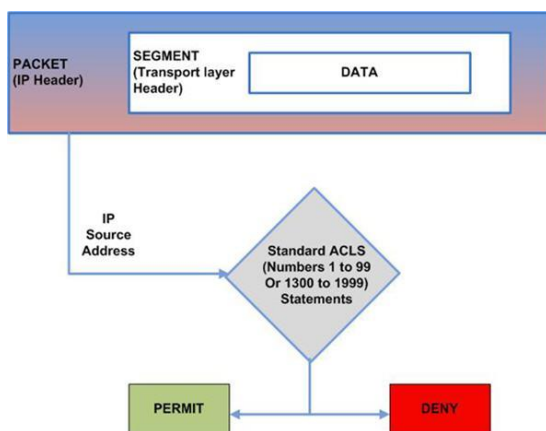 PACKET
(IP Header)
SEGMENT
(Transport layer
Header)
DATA
IP
Source
Address
Standard ACLS
(Numbers 1 to 99
Or 1300 to 1999)
Statements
PERMIT
DENY